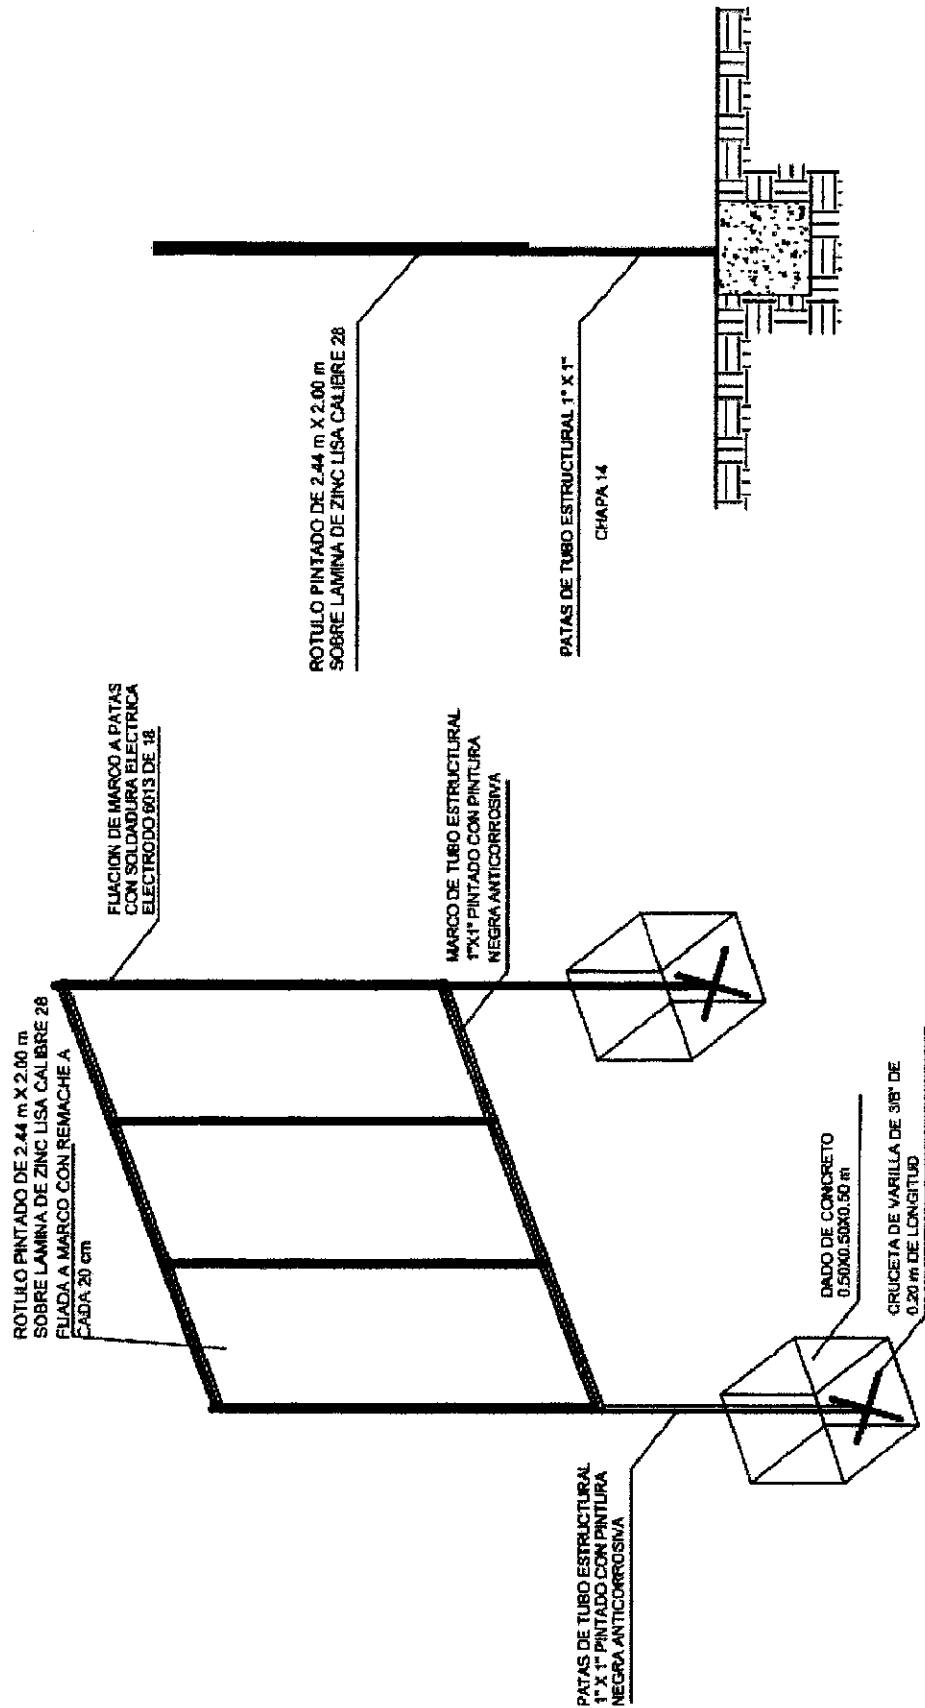 ROTULO PINTADO DE 2.44 m X 2.00 m
SOBRE LAMINA DE ZINC LISA CALIBRE 28
FIJADA A MARCO CON REMACHE A
CADA 20 cm
FIJACION DE MARCO A PATAS
CON SOLDADURA ELECTRICA
ELECTRODO 6013 DE 18
MARCO DE TUBO ESTRUCTURAL
1"X1" PINTADO CON PINTURA
NEGRA ANTICORROSIVA
PATAS DE TUBO ESTRUCTURAL
1" X 1" PINTADO CON PINTURA
NEGRA ANTICORROSIVA
DADO DE CONCRETO
0.50X0.50X0.50 m
CRUCETA DE VARILLA DE 3/8" DE
0.20 m DE LONGITUD
ROTULO PINTADO DE 2.44 m X 2.00 m
SOBRE LAMINA DE ZINC LISA CALIBRE 28
PATAS DE TUBO ESTRUCTURAL 1" X 1"
CHAPA 14